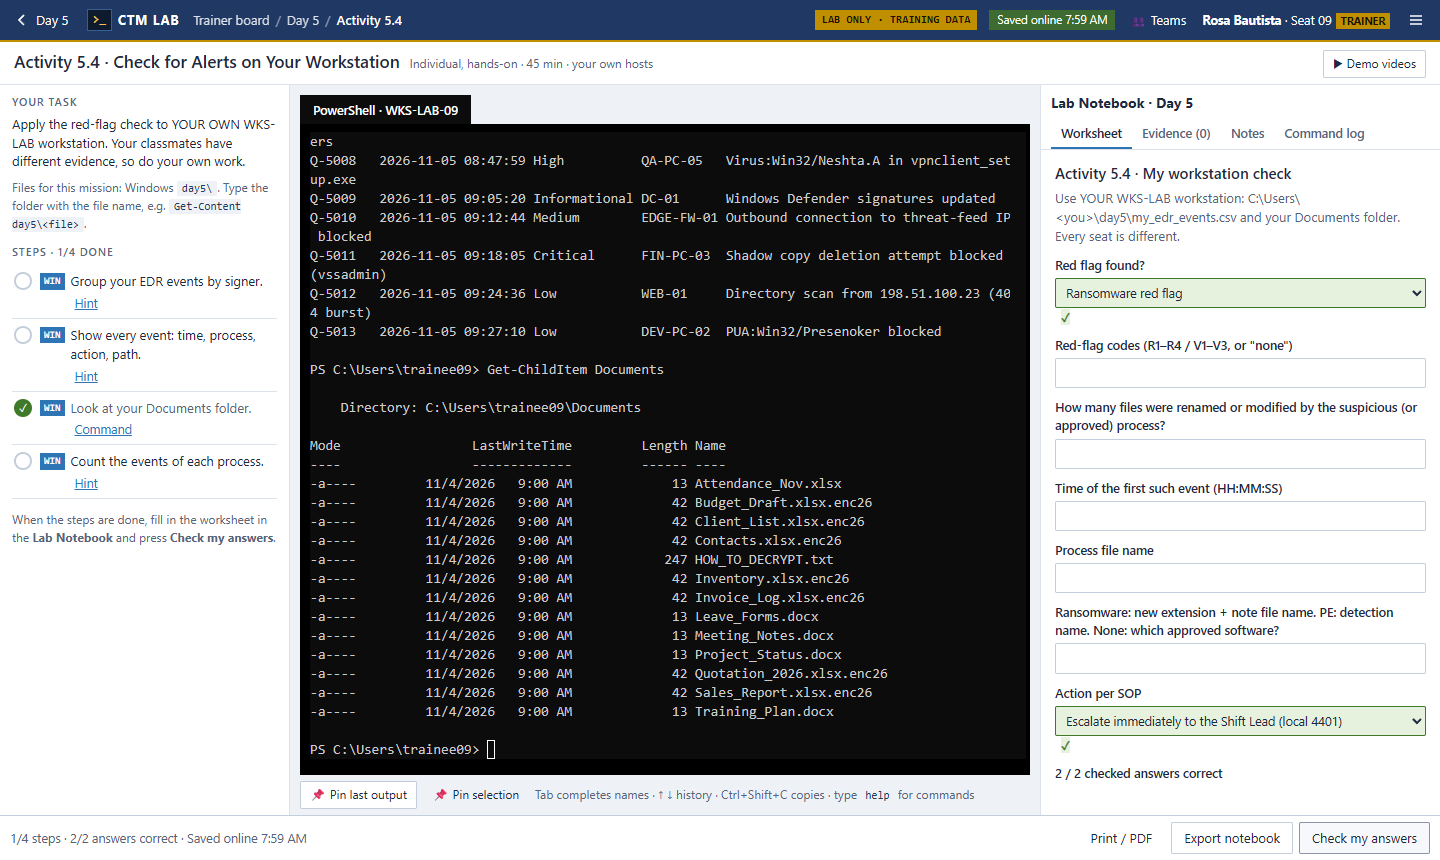 Day 5
>_ CTM LAB Trainer board / Day 5 / Activity 5.4
LAB ONLY · TRAINING DATA
Saved online 7:59 AM
Teams
Rosa Bautista · Seat 09 TRAINER
Activity 5.4 · Check for Alerts on Your Workstation Individual, hands-on · 45 min · your own hosts
▶ Demo videos
YOUR TASK
Apply the red-flag check to YOUR OWN WKS-
LAB workstation. Your classmates have
different evidence, so do your own work.
Files for this mission: Windows day5\ . Type the
folder with the file name, e.g. Get-Content
day5\<file> .
STEPS · 1/4 DONE
WIN Group your EDR events by signer.
Hint
WIN Show every event: time, process,
action, path.
Hint
✓ WIN Look at your Documents folder.
Command
WIN Count the events of each process.
Hint
When the steps are done, fill in the worksheet in
the Lab Notebook and press Check my answers.
PowerShell · WKS-LAB-09
ers
Q-5008 2026-11-05 08:47:59 High QA-PC-05 Virus:Win32/Neshta.A in vpnclient_set
up.exe
Q-5009 2026-11-05 09:05:20 Informational DC-01 Windows Defender signatures updated
Q-5010 2026-11-05 09:12:44 Medium EDGE-FW-01 Outbound connection to threat-feed IP
blocked
Q-5011 2026-11-05 09:18:05 Critical FIN-PC-03 Shadow copy deletion attempt blocked
(vssadmin)
Q-5012 2026-11-05 09:24:36 Low WEB-01 Directory scan from 198.51.100.23 (40
4 burst)
Q-5013 2026-11-05 09:27:10 Low DEV-PC-02 PUA:Win32/Presenoker blocked
PS C:\Users\trainee09> Get-ChildItem Documents
Directory: C:\Users\trainee09\Documents
Mode LastWriteTime Length Name
---- ------------- ------ ----
-a---- 11/4/2026 9:00 AM 13 Attendance_Nov.xlsx
-a---- 11/4/2026 9:00 AM 42 Budget_Draft.xlsx.enc26
-a---- 11/4/2026 9:00 AM 42 Client_List.xlsx.enc26
-a---- 11/4/2026 9:00 AM 42 Contacts.xlsx.enc26
-a---- 11/4/2026 9:00 AM 247 HOW_TO_DECRYPT.txt
-a---- 11/4/2026 9:00 AM 42 Inventory.xlsx.enc26
-a---- 11/4/2026 9:00 AM 42 Invoice_Log.xlsx.enc26
-a---- 11/4/2026 9:00 AM 13 Leave_Forms.docx
-a---- 11/4/2026 9:00 AM 13 Meeting_Notes.docx
-a---- 11/4/2026 9:00 AM 13 Project_Status.docx
-a---- 11/4/2026 9:00 AM 42 Quotation_2026.xlsx.enc26
-a---- 11/4/2026 9:00 AM 42 Sales_Report.xlsx.enc26
-a---- 11/4/2026 9:00 AM 13 Training_Plan.docx
PS C:\Users\trainee09>
Pin last output Pin selection Tab completes names · ↑↓ history · Ctrl+Shift+C copies · type help for commands
Lab Notebook · Day 5
Worksheet Evidence (0) Notes Command log
Activity 5.4 · My workstation check
Use YOUR WKS-LAB workstation: C:\Users\
<you>\day5\my_edr_events.csv and your Documents folder.
Every seat is different.
Red flag found?
Ransomware red flag
✓
Red-flag codes (R1–R4 / V1–V3, or "none")
How many files were renamed or modified by the suspicious (or
approved) process?
Time of the first such event (HH:MM:SS)
Process file name
Ransomware: new extension + note file name. PE: detection
name. None: which approved software?
Action per SOP
Escalate immediately to the Shift Lead (local 4401)
✓
2 / 2 checked answers correct
1/4 steps · 2/2 answers correct · Saved online 7:59 AM
Print / PDF Export notebook Check my answers